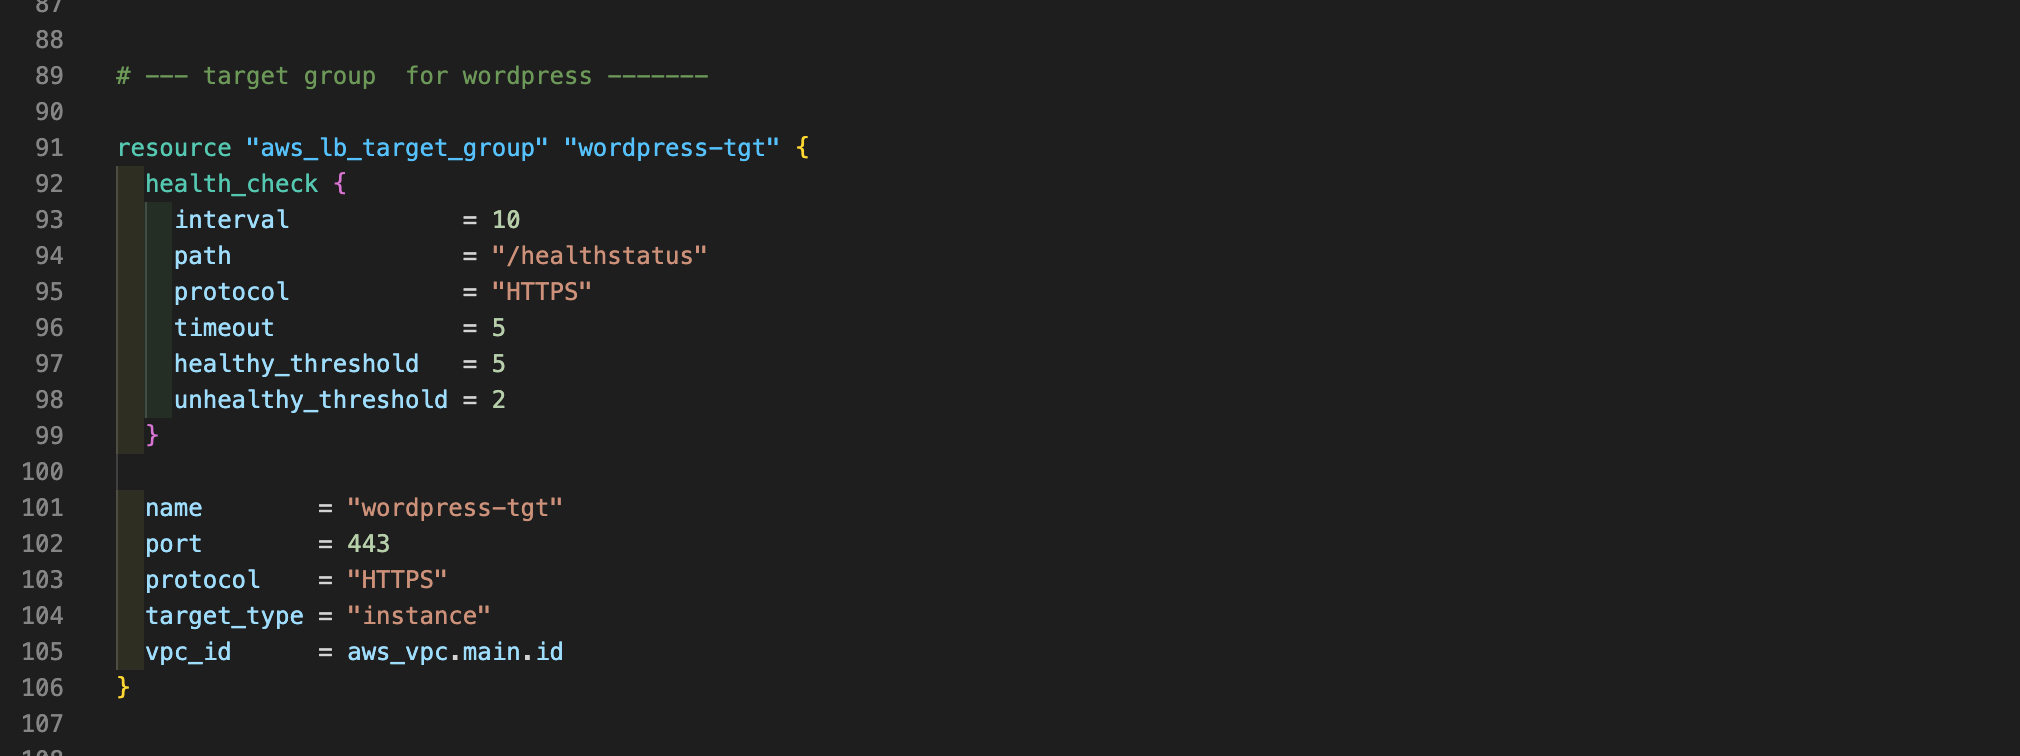 87
88
89 # --- target group  for wordpress -------
90
91 resource "aws_lb_target_group" "wordpress-tgt" {
92   health_check {
93     interval            = 10
94     path                = "/healthstatus"
95     protocol            = "HTTPS"
96     timeout             = 5
97     healthy_threshold   = 5
98     unhealthy_threshold = 2
99   }
100
101   name        = "wordpress-tgt"
102   port        = 443
103   protocol    = "HTTPS"
104   target_type = "instance"
105   vpc_id      = aws_vpc.main.id
106 }
107
108